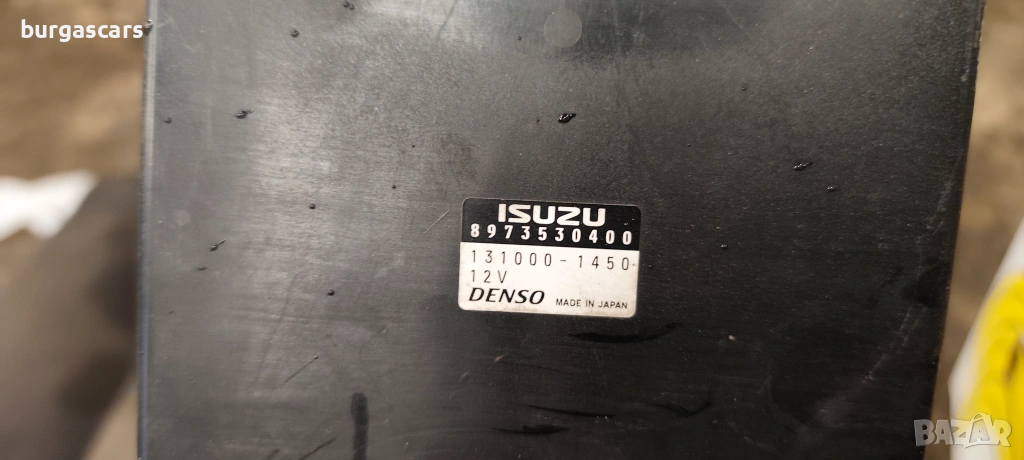 burgascars
ISUZU
8973530400
131000-1450
12V
DENSO MADE IN JAPAN
BAZAR